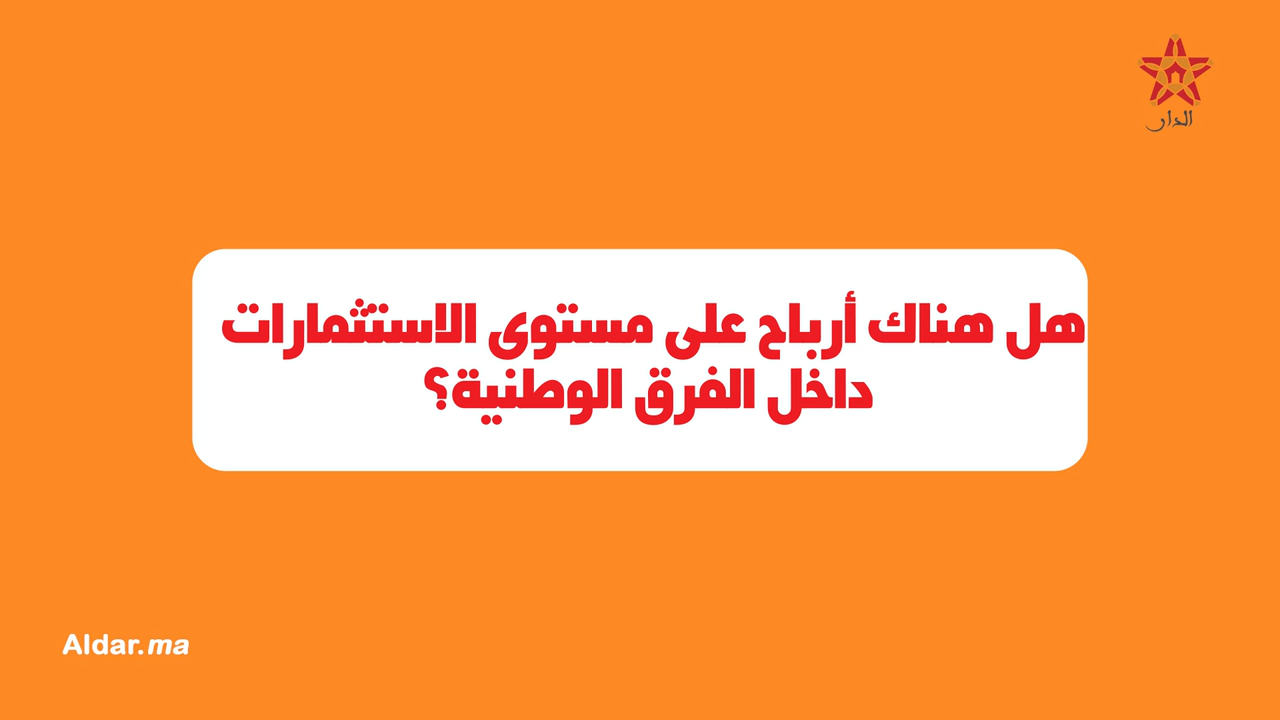 الدار
هل هناك أرباح على مستوى الاستثمارات
داخل الفرق الوطنية؟
Aldar.ma